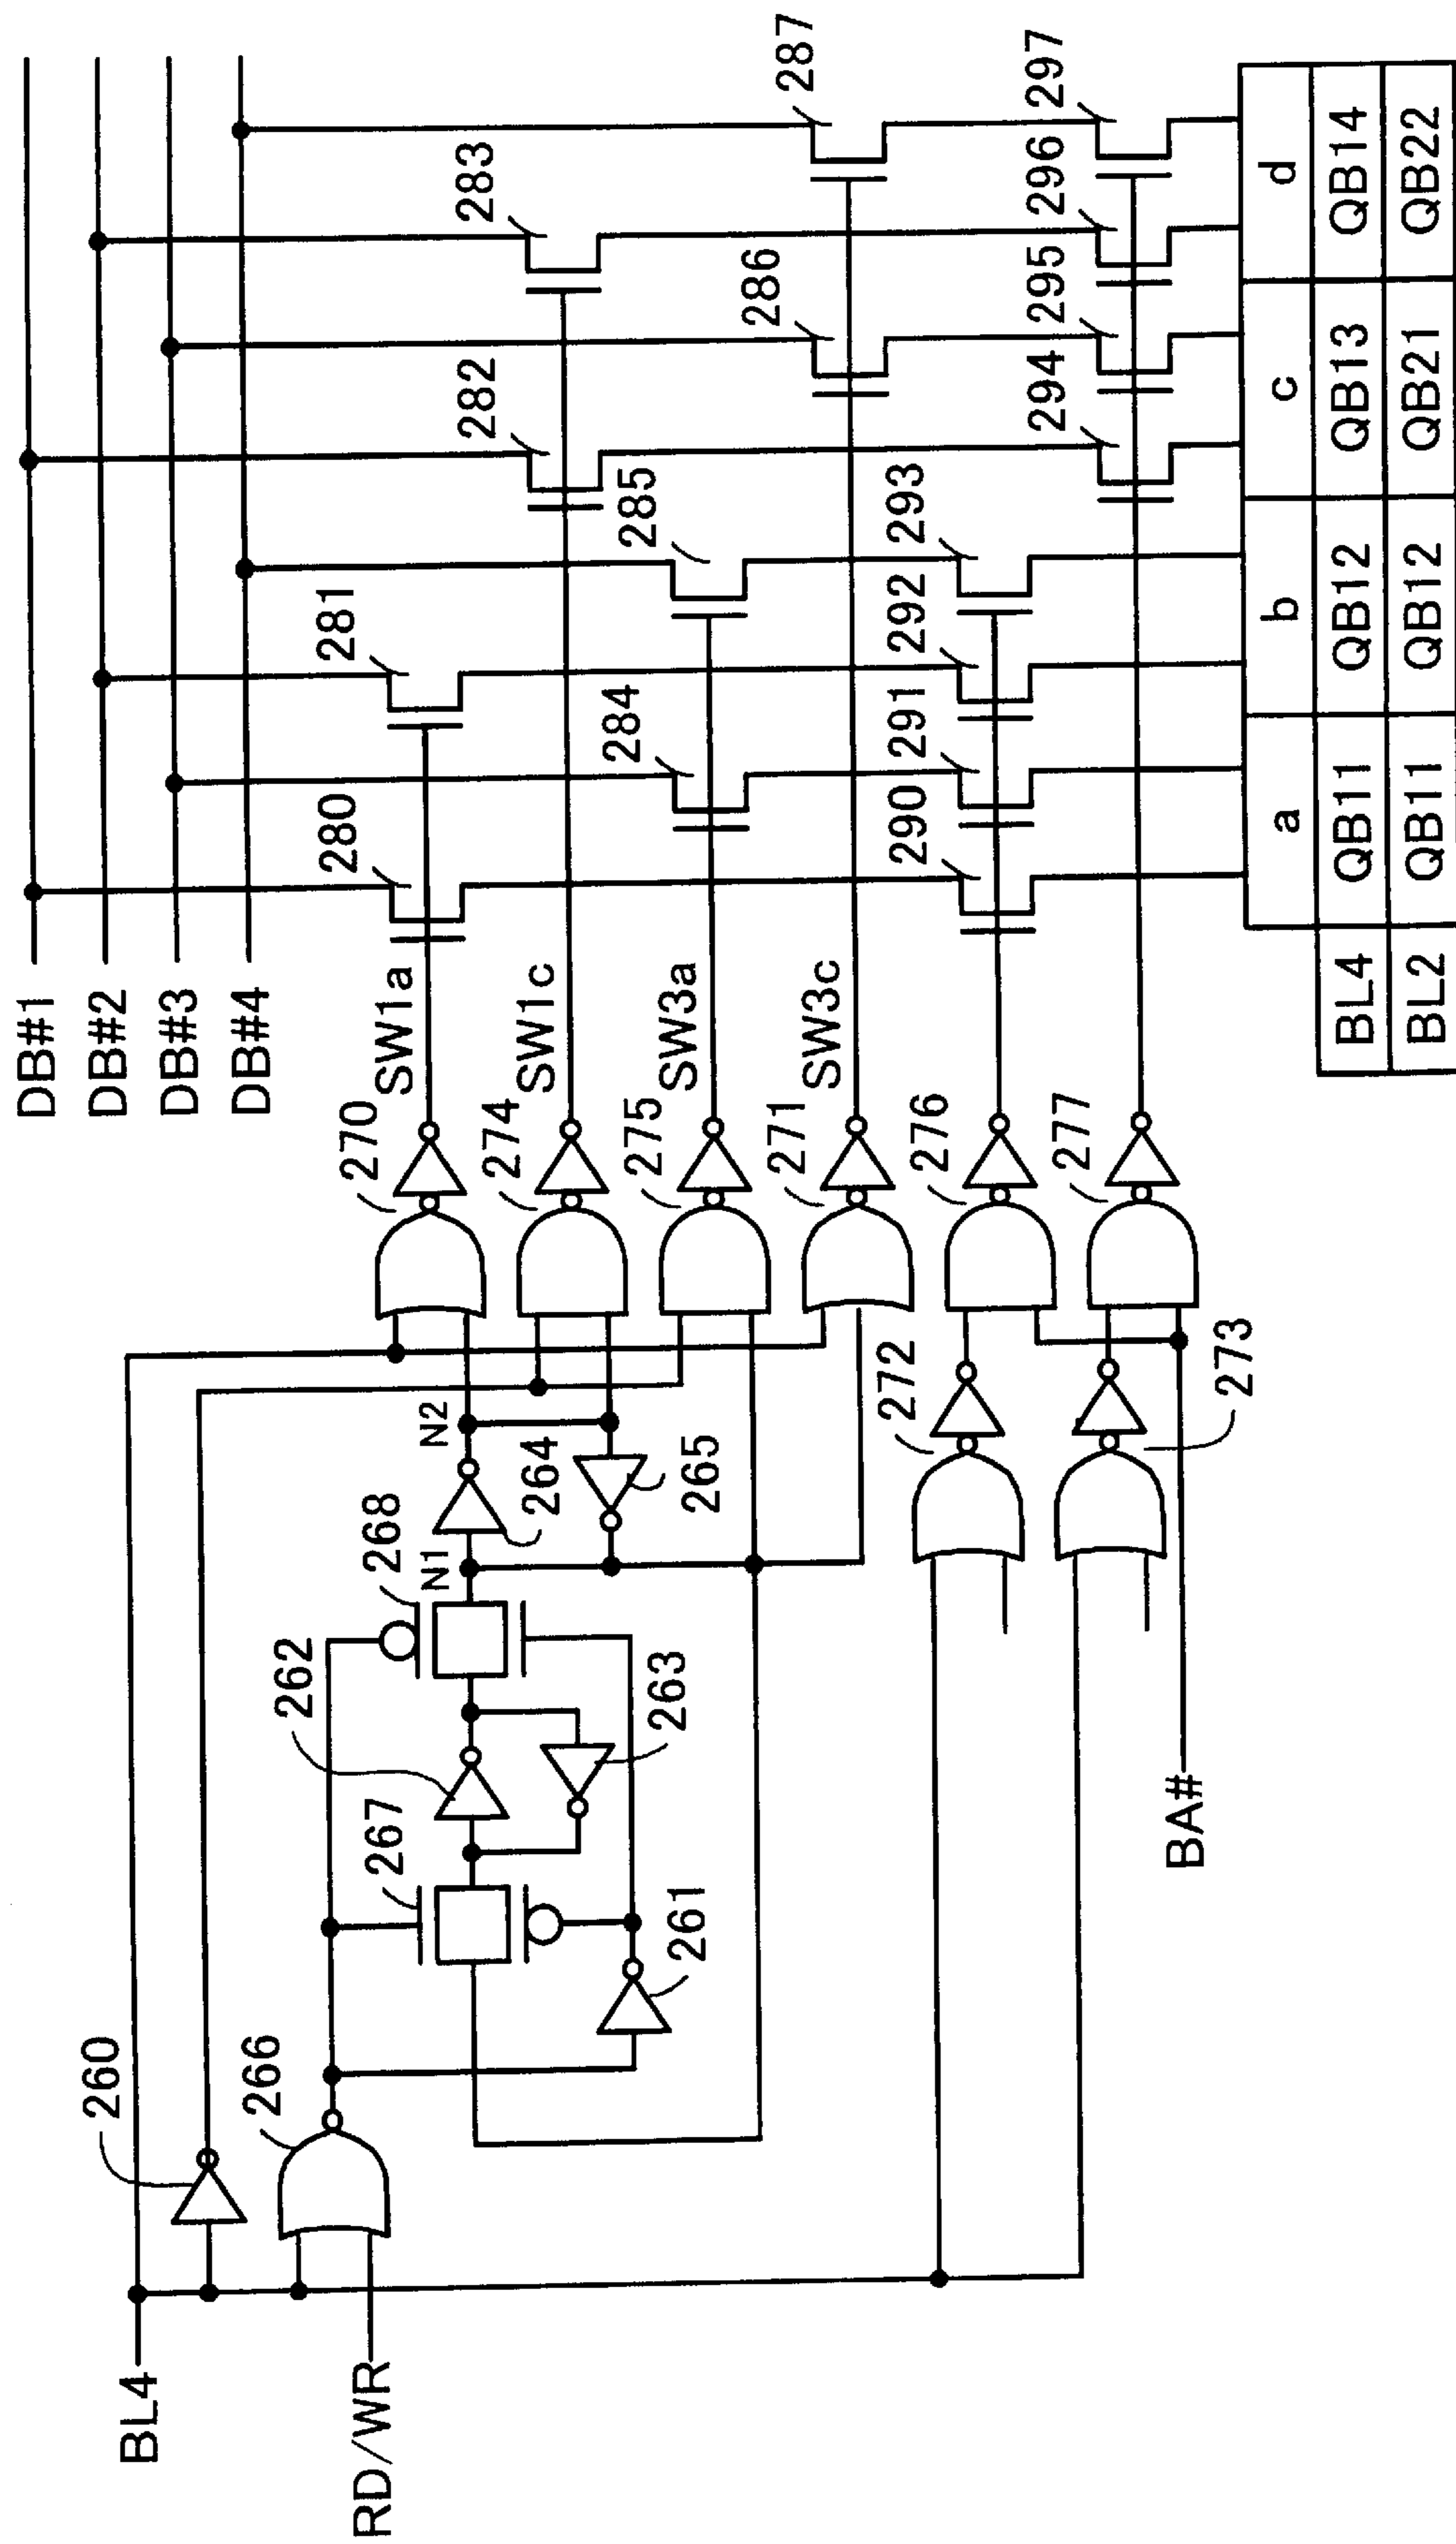 DB#1
DB#2
DB#3
DB#4
BL4
RD/WR
260
266
261
267
262
263
268
N1
264
N2
265
270
274
275
271
272
273
276
277
BA#
SW1a
SW1c
SW3a
SW3c
280
281
282
283
284
285
286
287
290
291
292
293
294
295
296
297
a b c d
BL4 QB11 QB12 QB13 QB14
BL2 QB11 QB12 QB21 QB22